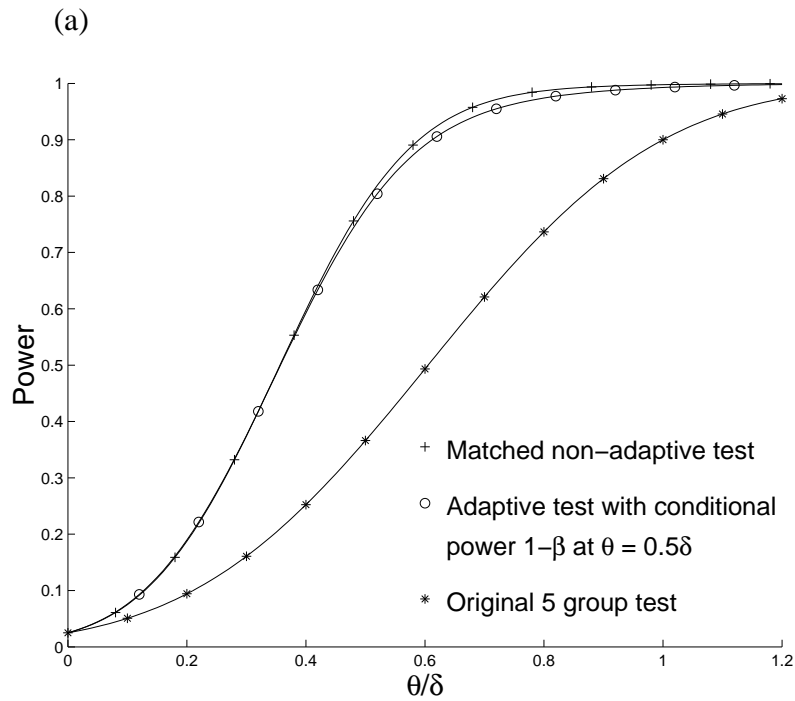 (a)
1
0.9
0.8
0.7
0.6
0.5
0.4
0.3
0.2
0.1
0
Power
+ Matched non−adaptive test
○ Adaptive test with conditional
power 1−β at θ = 0.5δ
* Original 5 group test
0 0.2 0.4 0.6 0.8 1 1.2
θ/δ